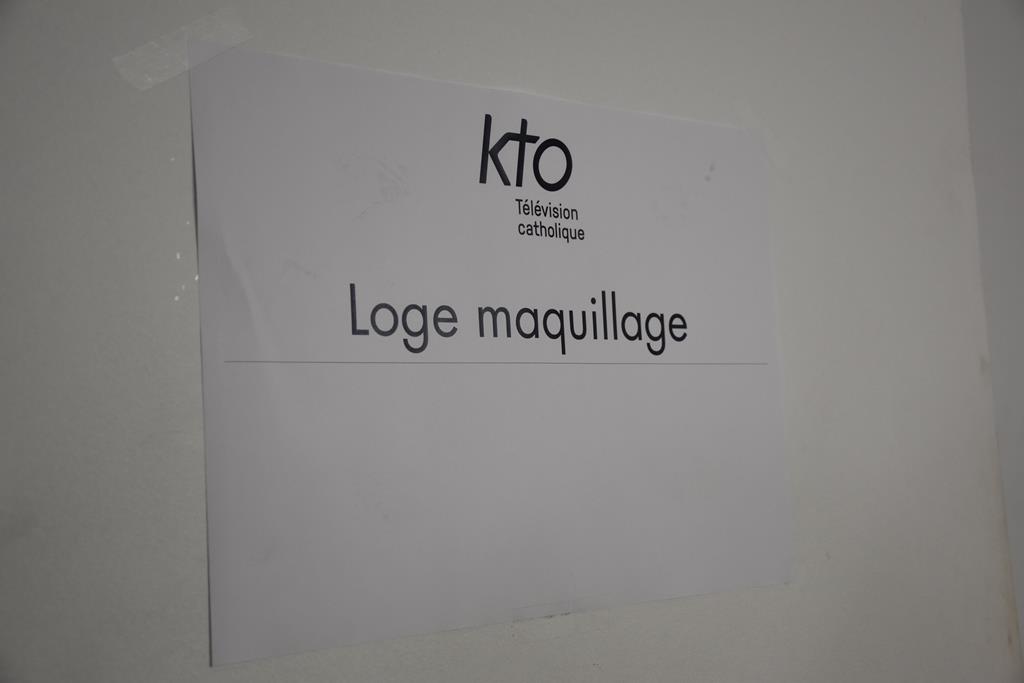 kto
Télévision
catholique
Loge maquillage